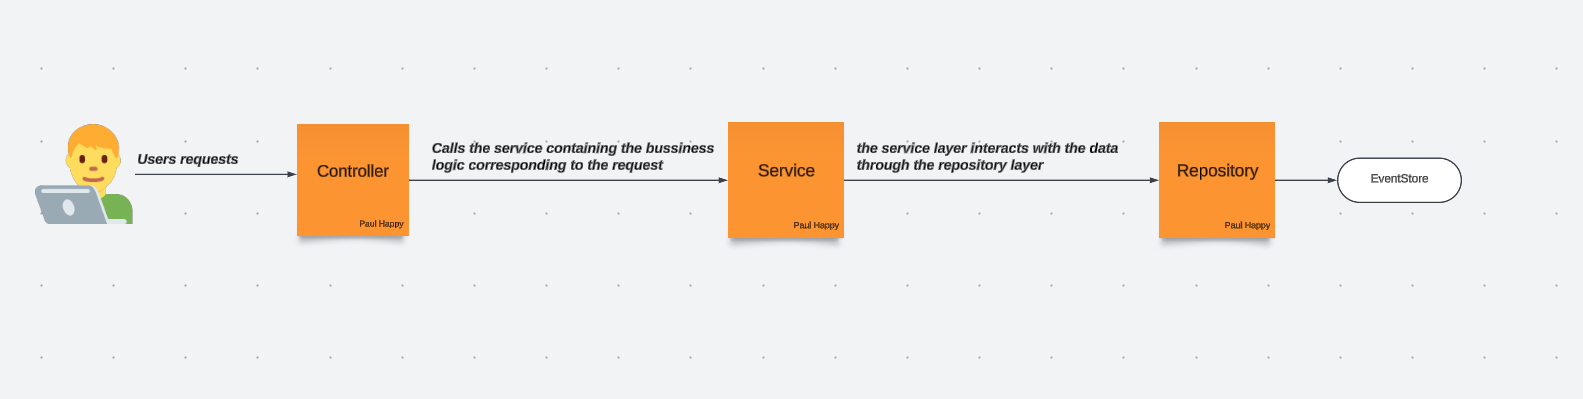 Users requests
Controller
Paul Happy
Calls the service containing the bussiness
logic corresponding to the request
Service
Paul Happy
the service layer interacts with the data
through the repository layer
Repository
Paul Happy
EventStore